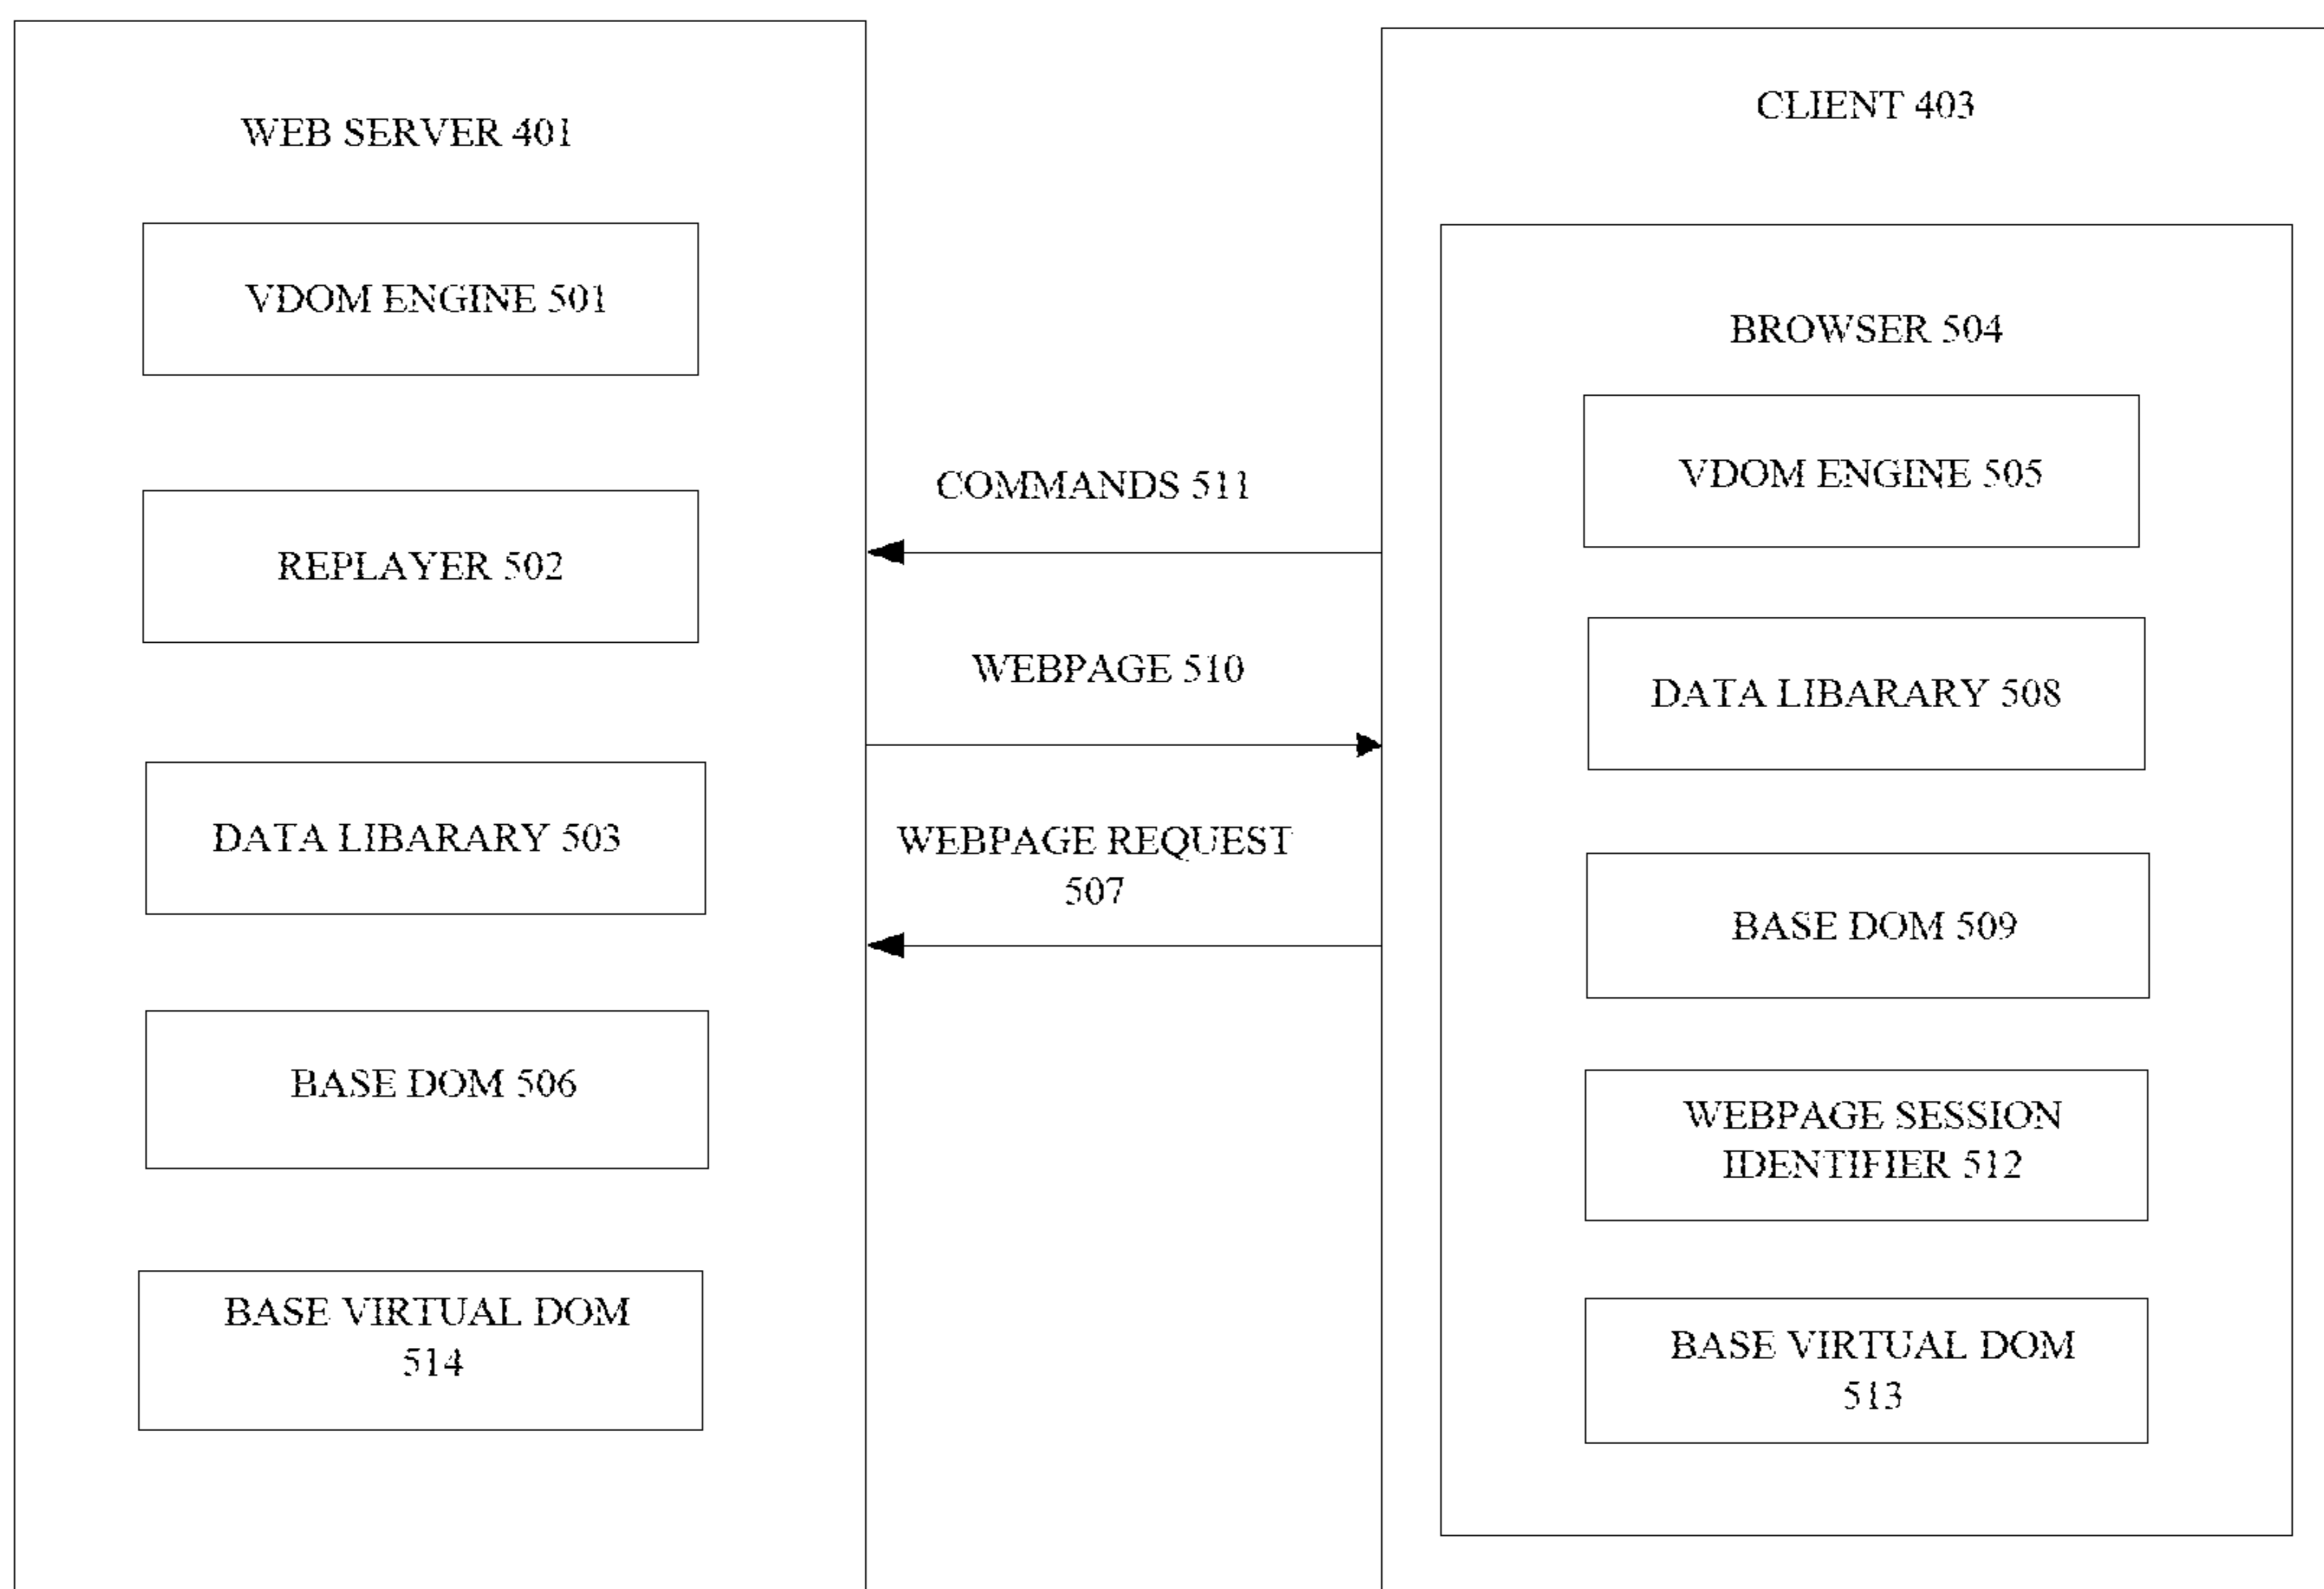 WEB SERVER 401
VDOM ENGINE 501
REPLAYER 502
DATA LIBARARY 503
BASE DOM 506
BASE VIRTUAL DOM
514
COMMANDS 511
WEBPAGE 510
WEBPAGE REQUEST
507
CLIENT 403
BROWSER 504
VDOM ENGINE 505
DATA LIBARARY 508
BASE DOM 509
WEBPAGE SESSION
IDENTIFIER 512
BASE VIRTUAL DOM
513